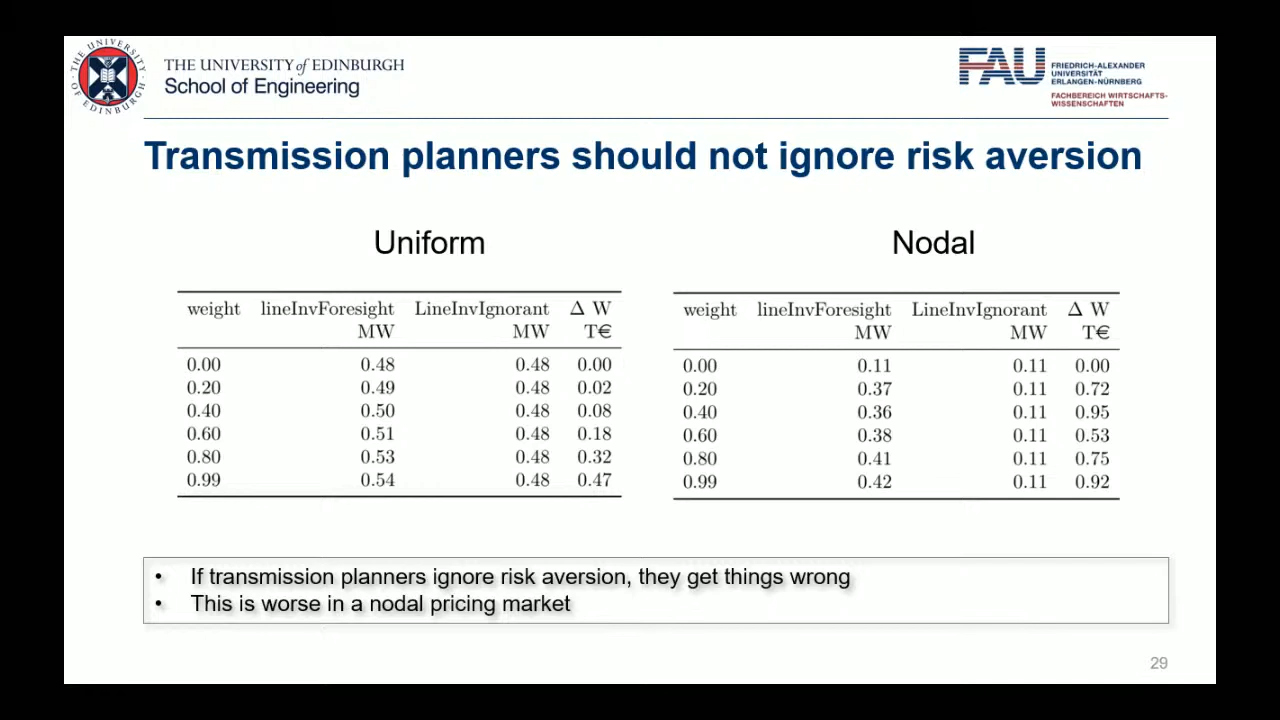 THE UNIVERSITY of EDINBURGH
School of Engineering
THE UNIVERSITY OF EDINBURGH
FAU
FRIEDRICH-ALEXANDER
UNIVERSITÄT
ERLANGEN-NÜRNBERG
FACHBEREICH WIRTSCHAFTS-
WISSENSCHAFTEN
Transmission planners should not ignore risk aversion
Uniform
weight lineInvForesight LineInvIgnorant Δ W
MW MW T€
0.00 0.48 0.48 0.00
0.20 0.49 0.48 0.02
0.40 0.50 0.48 0.08
0.60 0.51 0.48 0.18
0.80 0.53 0.48 0.32
0.99 0.54 0.48 0.47
Nodal
weight lineInvForesight LineInvIgnorant Δ W
MW MW T€
0.00 0.11 0.11 0.00
0.20 0.37 0.11 0.72
0.40 0.36 0.11 0.95
0.60 0.38 0.11 0.53
0.80 0.41 0.11 0.75
0.99 0.42 0.11 0.92
• If transmission planners ignore risk aversion, they get things wrong
• This is worse in a nodal pricing market
29